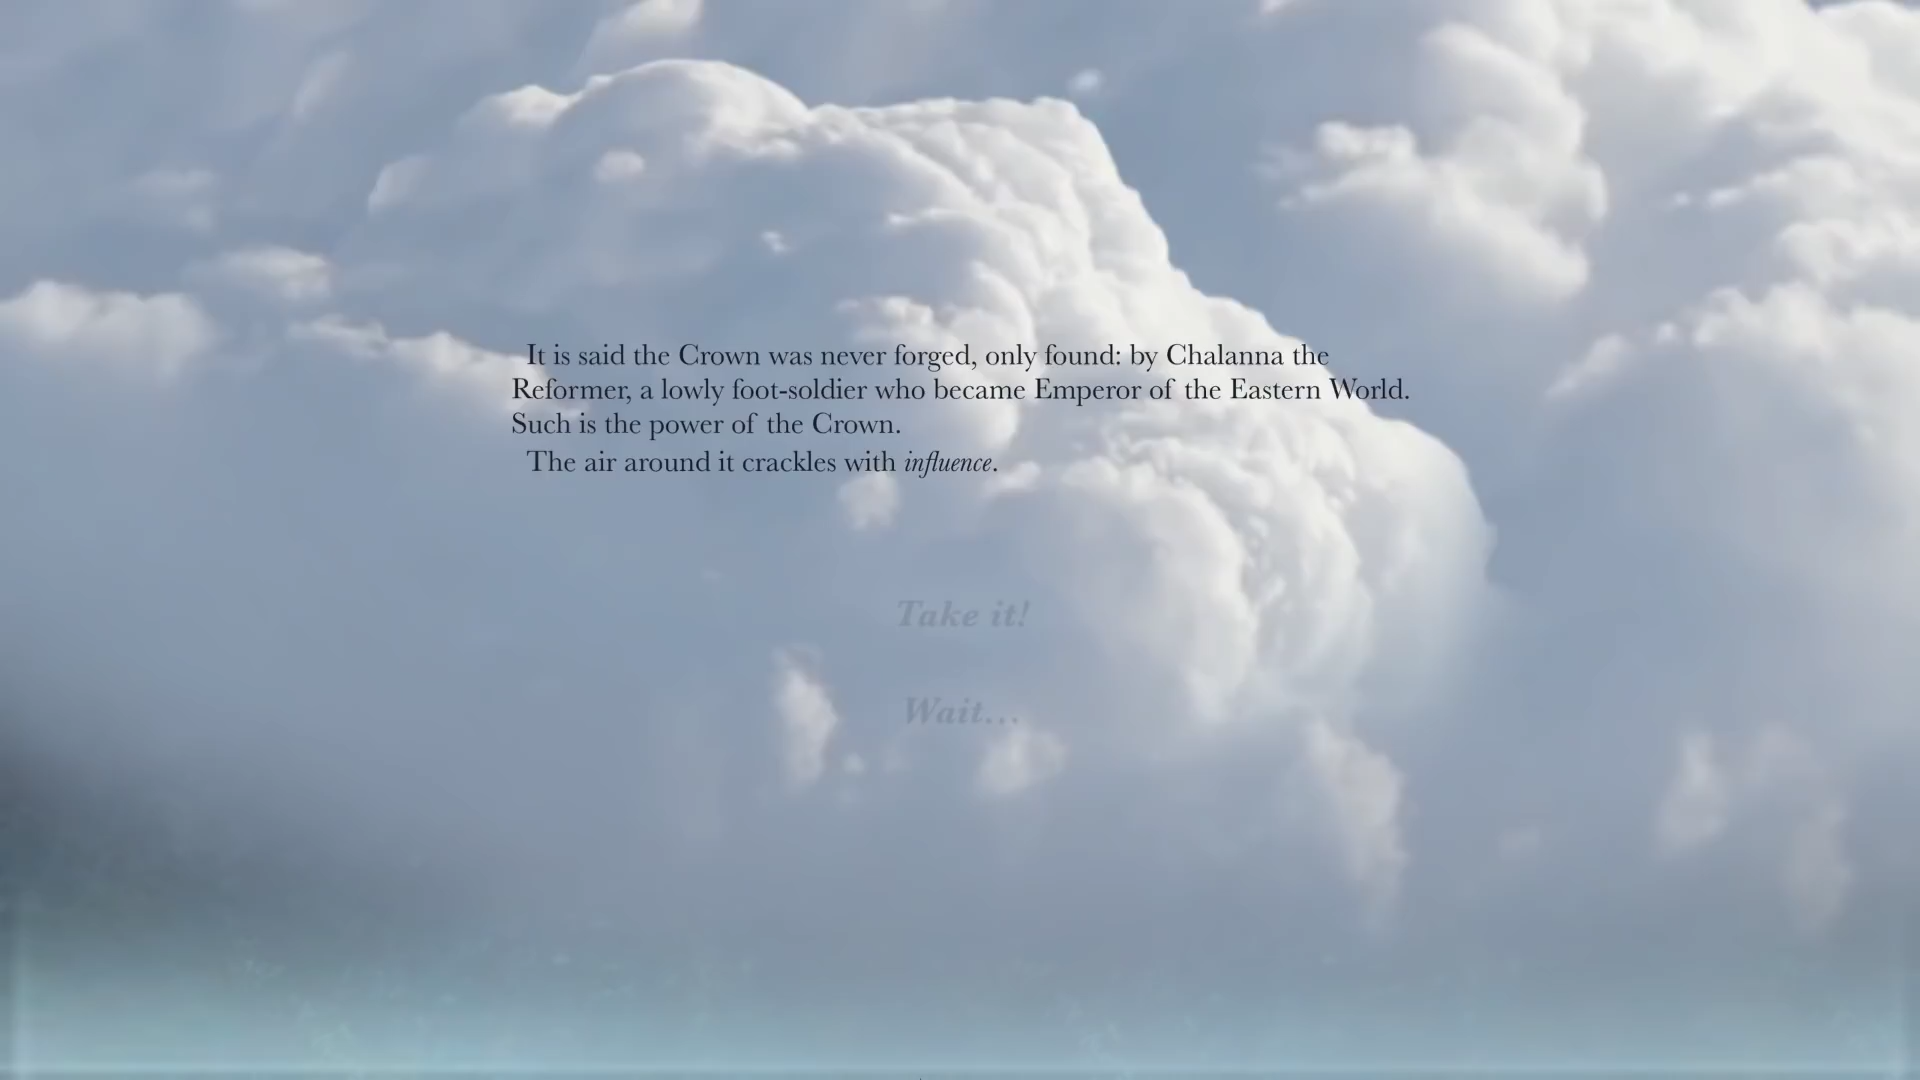 It is said the Crown was never forged, only found: by Chalanna the
Reformer, a lowly foot-soldier who became Emperor of the Eastern World.
Such is the power of the Crown.
The air around it crackles with influence.
Take it!
Wait...